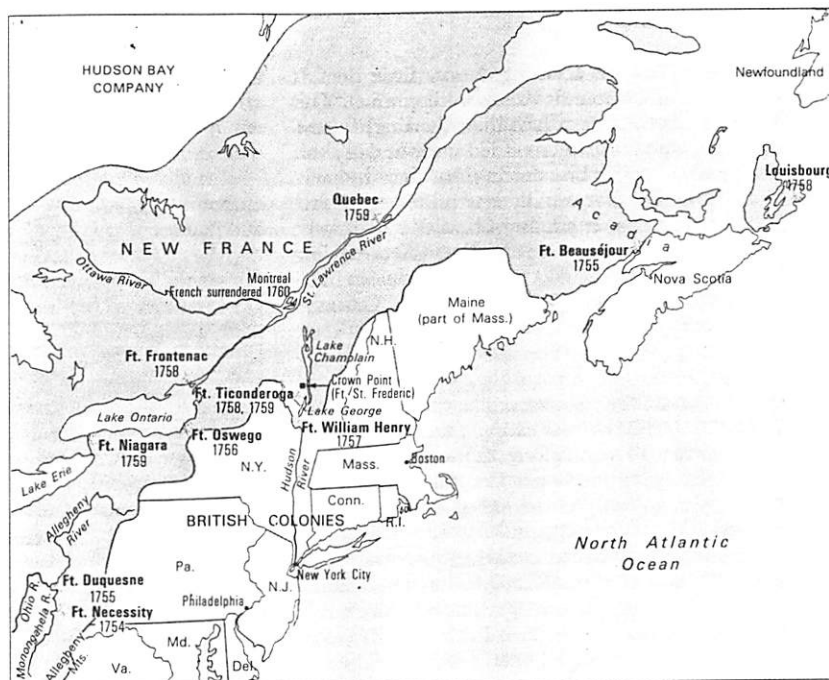 HUDSON BAY
COMPANY
Newfoundland
Louisbourg
1758
Quebec
1759
Acadia
NEW FRANCE
St. Lawrence River
Ft. Beauséjour
1755
Ottawa River
Montreal
French surrendered 1760
Nova Scotia
Maine
(part of Mass.)
Lake
Champlain
N.H.
Ft. Frontenac
1758
Crown Point
(Ft. St. Frederic)
Ft. Ticonderoga
1758, 1759
Lake George
Lake Ontario
Ft. William Henry
1757
Ft. Oswego
1756
Ft. Niagara
1759
N.Y.
Hudson
River
Mass.
Boston
Lake Erie
Conn.
R.I.
Allegheny
River
BRITISH COLONIES
North Atlantic
Ocean
Pa.
New York City
Ft. Duquesne
1755
N.J.
Ohio R.
Monongahela R.
Philadelphia
Ft. Necessity
1754
Allegheny
Mts.
Md.
Va.
Del.